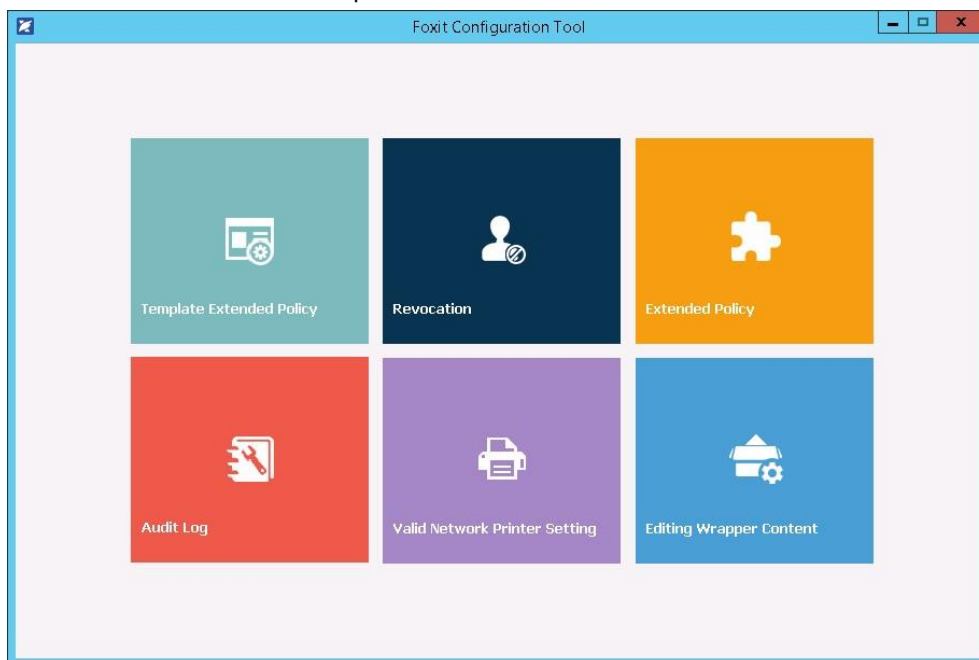 Foxit Configuration Tool
Template Extended Policy
Revocation
Extended Policy
Audit Log
Valid Network Printer Setting
Editing Wrapper Content